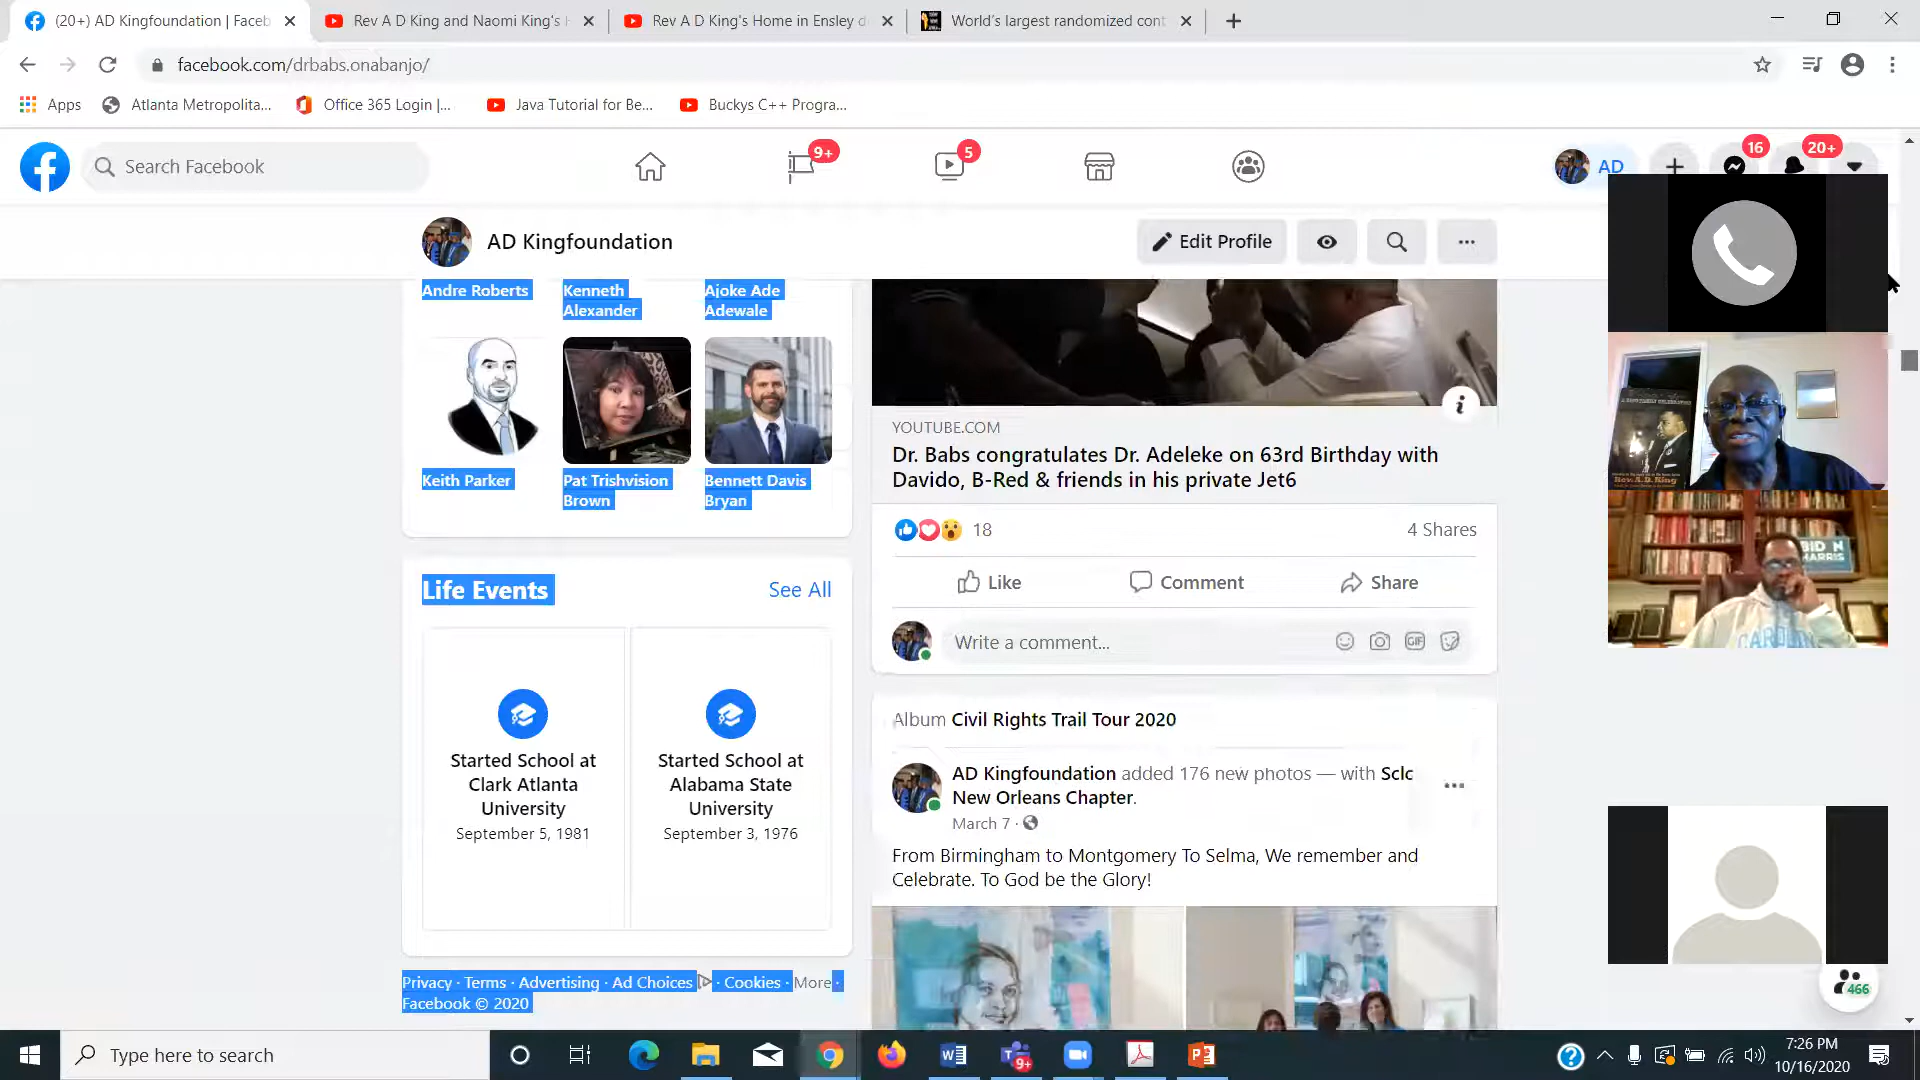 (20+) AD Kingfoundation | Faceb
Rev A D King and Naomi King's H
Rev A D King's Home in Ensley d
World's largest randomized cont
facebook.com/drbabs.onabanjo/
Apps
Atlanta Metropolita...
Office 365 Login |...
Java Tutorial for Be...
Buckys C++ Progra...
Search Facebook
9+
5
AD
16
20+
AD Kingfoundation
Edit Profile
Andre Roberts
Kenneth
Alexander
Ajoke Ade
Adewale
Keith Parker
Pat Trishvision
Brown
Bennett Davis
Bryan
Life Events
See All
Started School at
Clark Atlanta
University
September 5, 1981
Started School at
Alabama State
University
September 3, 1976
Privacy · Terms · Advertising · Ad Choices · Cookies · More ·
Facebook © 2020
YOUTUBE.COM
Dr. Babs congratulates Dr. Adeleke on 63rd Birthday with
Davido, B-Red & friends in his private Jet6
18
4 Shares
Like
Comment
Share
Write a comment...
GIF
Album Civil Rights Trail Tour 2020
AD Kingfoundation added 176 new photos — with Sclc
New Orleans Chapter.
March 7 ·
From Birmingham to Montgomery To Selma, We remember and
Celebrate. To God be the Glory!
Rev. A.D. King
BID N
HARRIS
CAROLIN
466
Type here to search
9+
7:26 PM
10/16/2020